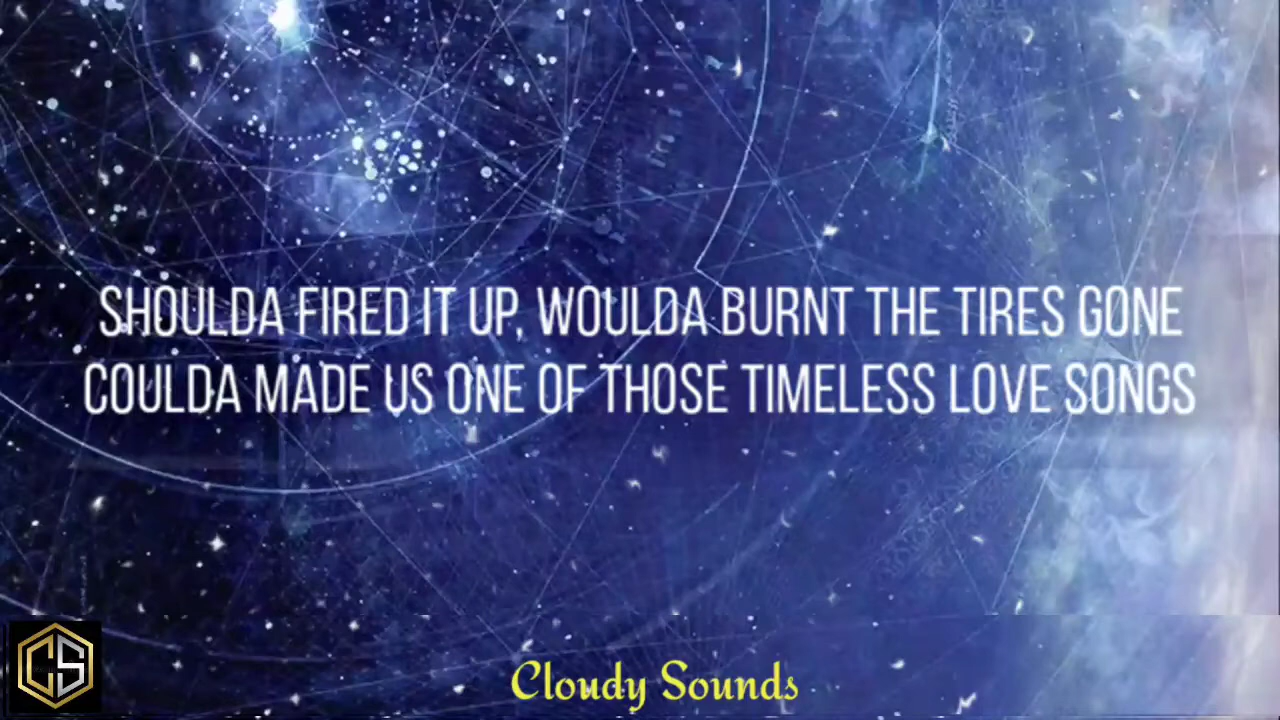 SHOULDA FIRED IT UP, WOULDA BURNT THE TIRES GONE
COULDA MADE US ONE OF THOSE TIMELESS LOVE SONGS
CS
Cloudy Sounds